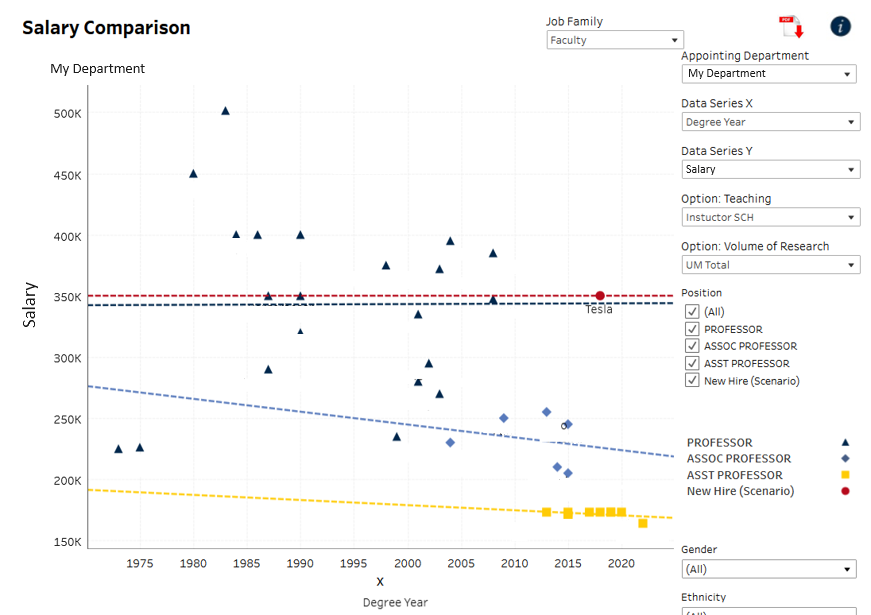 Salary Comparison
Job Family
Faculty
PDF
i
My Department
Appointing Department
My Department
Data Series X
Degree Year
Data Series Y
Salary
Option: Teaching
Instuctor SCH
Option: Volume of Research
UM Total
Position
(All)
PROFESSOR
ASSOC PROFESSOR
ASST PROFESSOR
New Hire (Scenario)
PROFESSOR
ASSOC PROFESSOR
ASST PROFESSOR
New Hire (Scenario)
Gender
(All)
Ethnicity
(All)
Salary
500K
450K
400K
350K
300K
250K
200K
150K
Tesla
1975 1980 1985 1990 1995 2000 2005 2010 2015 2020
X
Degree Year